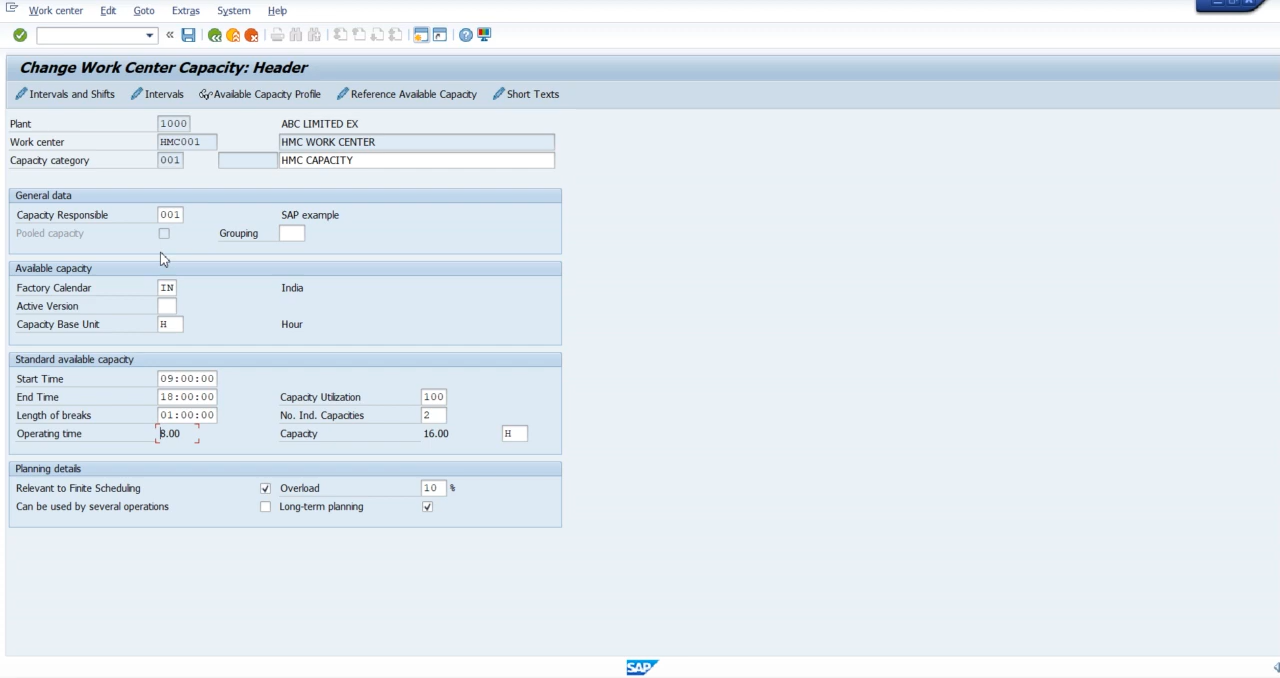 Work center Edit Goto Extras System Help
«
Change Work Center Capacity: Header
Intervals and Shifts Intervals Available Capacity Profile Reference Available Capacity Short Texts
Plant 1000 ABC LIMITED EX
Work center HMC001 HMC WORK CENTER
Capacity category 001 HMC CAPACITY
General data
Capacity Responsible 001 SAP example
Pooled capacity Grouping
Available capacity
Factory Calendar IN India
Active Version
Capacity Base Unit H Hour
Standard available capacity
Start Time 09:00:00
End Time 18:00:00 Capacity Utilization 100
Length of breaks 01:00:00 No. Ind. Capacities 2
Operating time 8.00 Capacity 16.00 H
Planning details
Relevant to Finite Scheduling Overload 10 %
Can be used by several operations Long-term planning
SAP